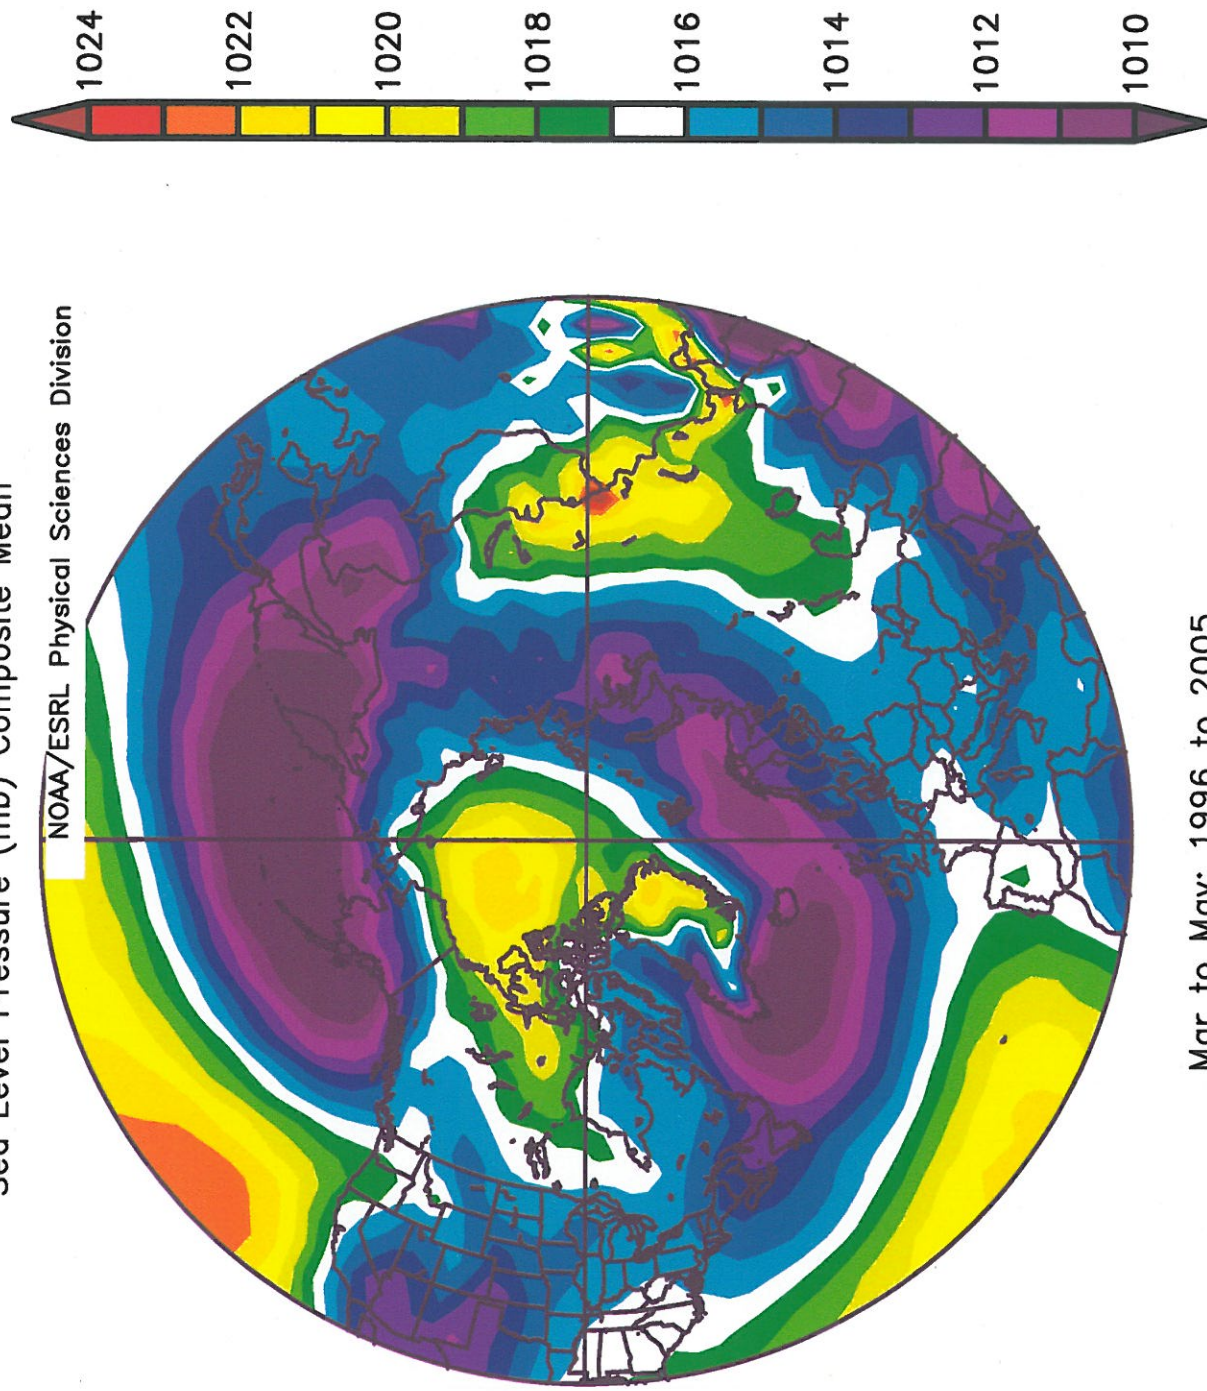 Sea Level Pressure (mb) Composite Mean
NOAA/ESRL Physical Sciences Division
1024
1022
1020
1018
1016
1014
1012
1010
Mar to May: 1996 to 2005